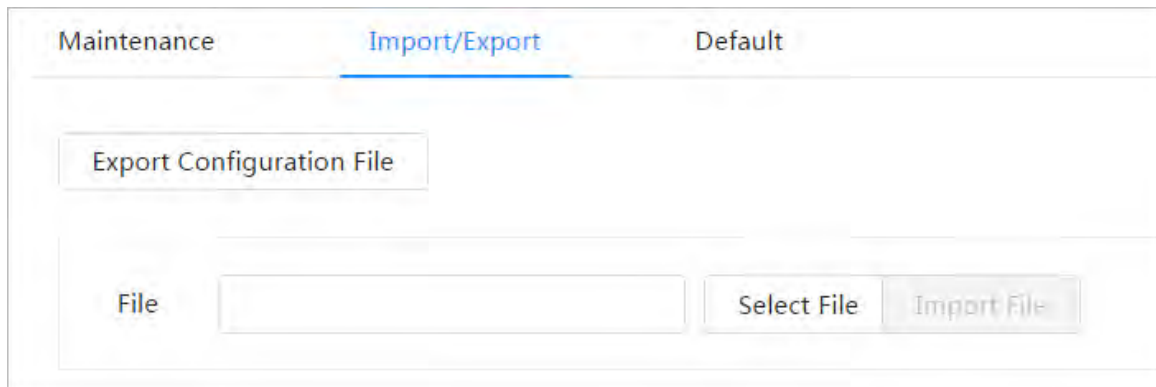 Maintenance Import/Export Default
Export Configuration File
File Select File Import File